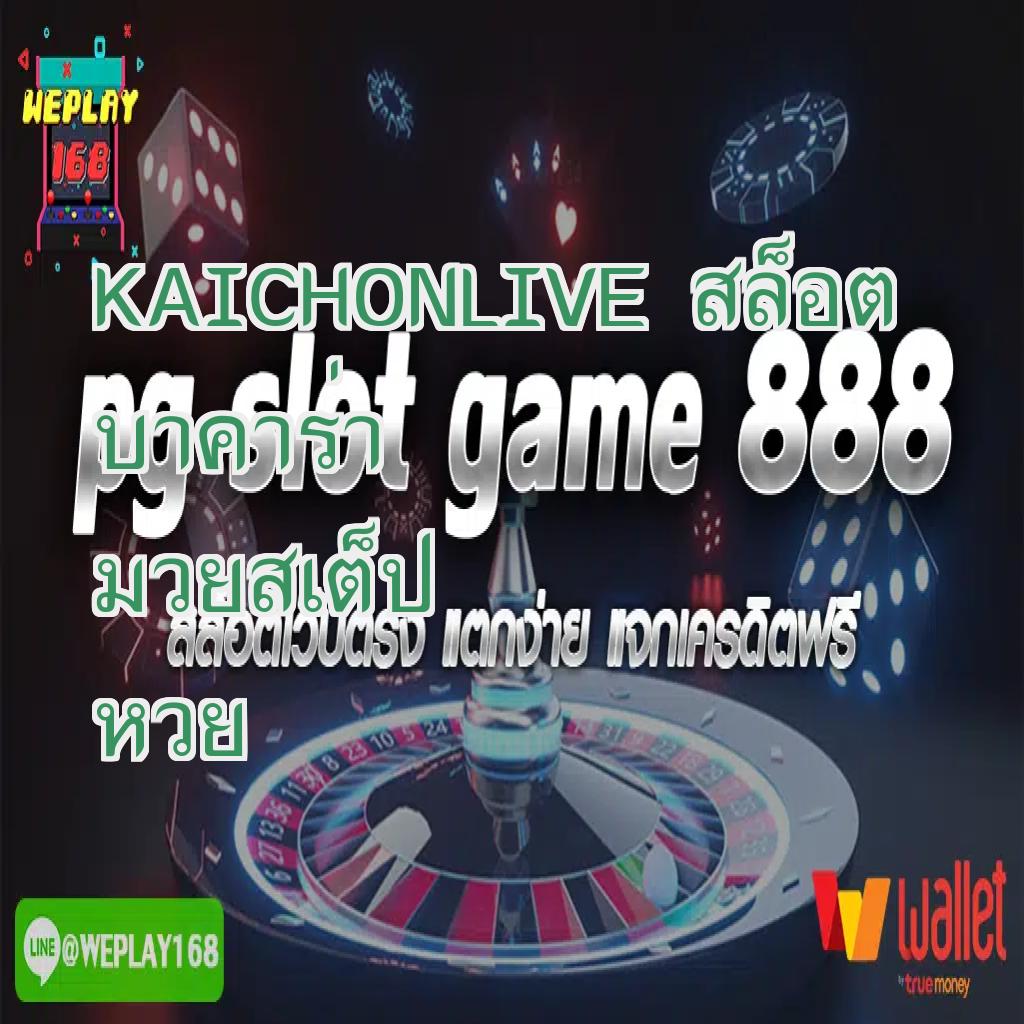 WEPLAY
168
KAICHONLIVE สล็อต
pg slot game 888
บาคาร่า
มวยสเต็ป
สล็อตเว็บตรง แตกง่าย แจกเครดิตฟรี
หวย
LINE @WEPLAY168
wallet
by truemoney